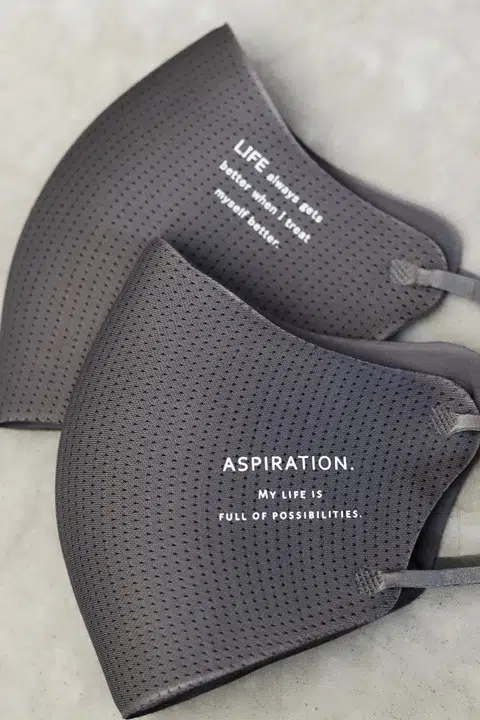 LIFE always gets
better when I treat
myself better.
ASPIRATION.
MY LIFE IS
FULL OF POSSIBILITIES.